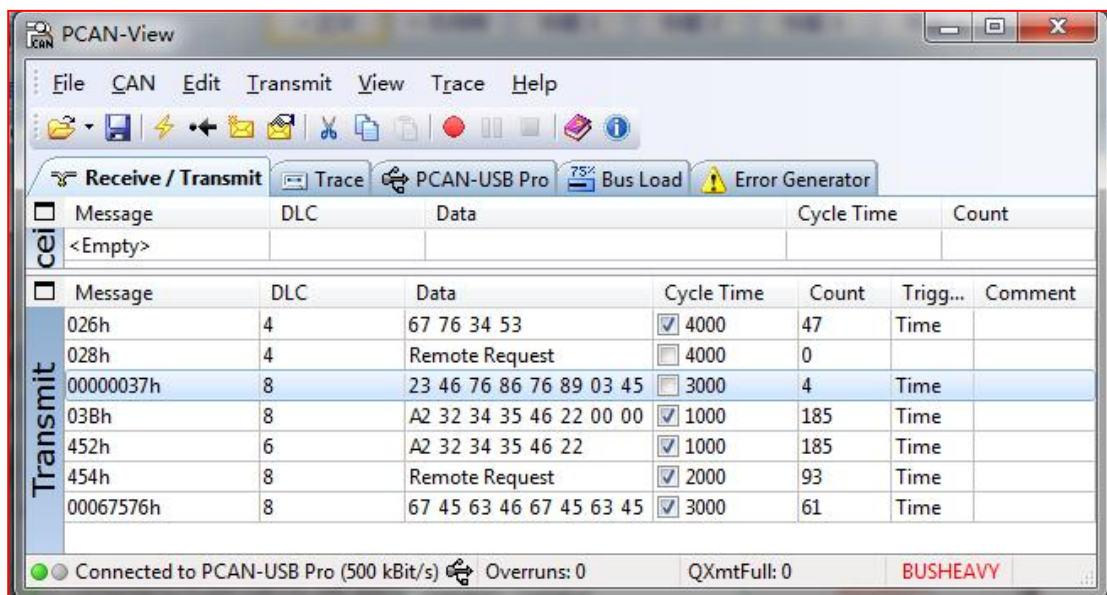 PCAN-View
File CAN Edit Transmit View Trace Help
Receive / Transmit Trace PCAN-USB Pro 75% Bus Load Error Generator
Message DLC Data Cycle Time Count
<Empty>
cei
Message DLC Data Cycle Time Count Trigg... Comment
026h 4 67 76 34 53 4000 47 Time
028h 4 Remote Request 4000 0
00000037h 8 23 46 76 86 76 89 03 45 3000 4 Time
03Bh 8 A2 32 34 35 46 22 00 00 1000 185 Time
452h 6 A2 32 34 35 46 22 1000 185 Time
454h 8 Remote Request 2000 93 Time
00067576h 8 67 45 63 46 67 45 63 45 3000 61 Time
Transmit
Connected to PCAN-USB Pro (500 kBit/s) Overruns: 0 QXmtFull: 0 BUSHEAVY